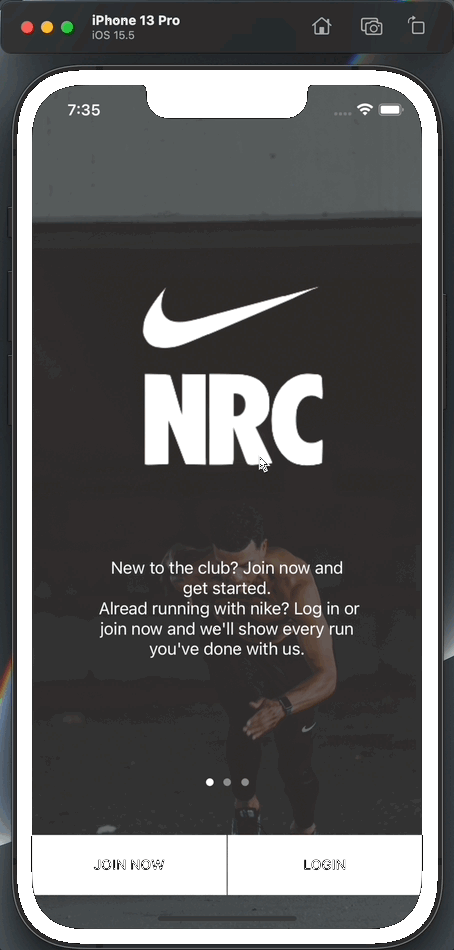 iPhone 13 Pro
iOS 15.5
7:35
NRC
New to the club? Join now and
get started.
Alread running with nike? Log in or
join now and we'll show every run
you've done with us.
JOIN NOW
LOGIN